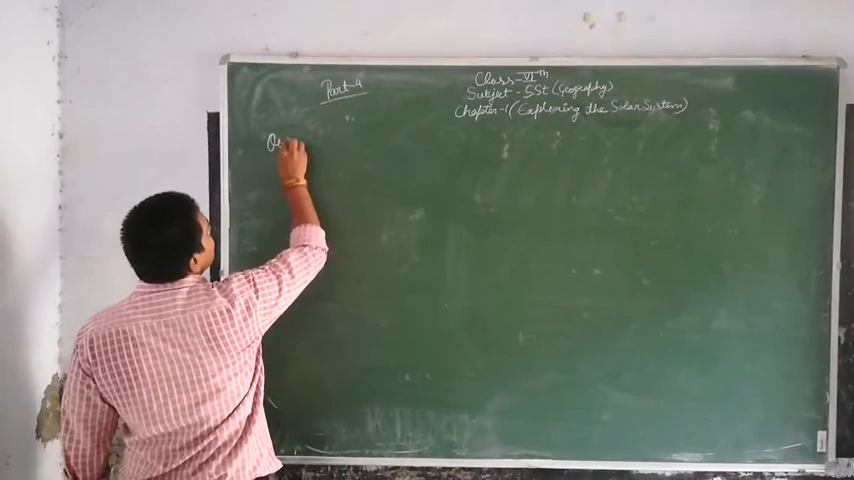 Part-4
Class-VIth
Subject - SSt (Geography)
Chapter-1 (Exploring the Solar System)